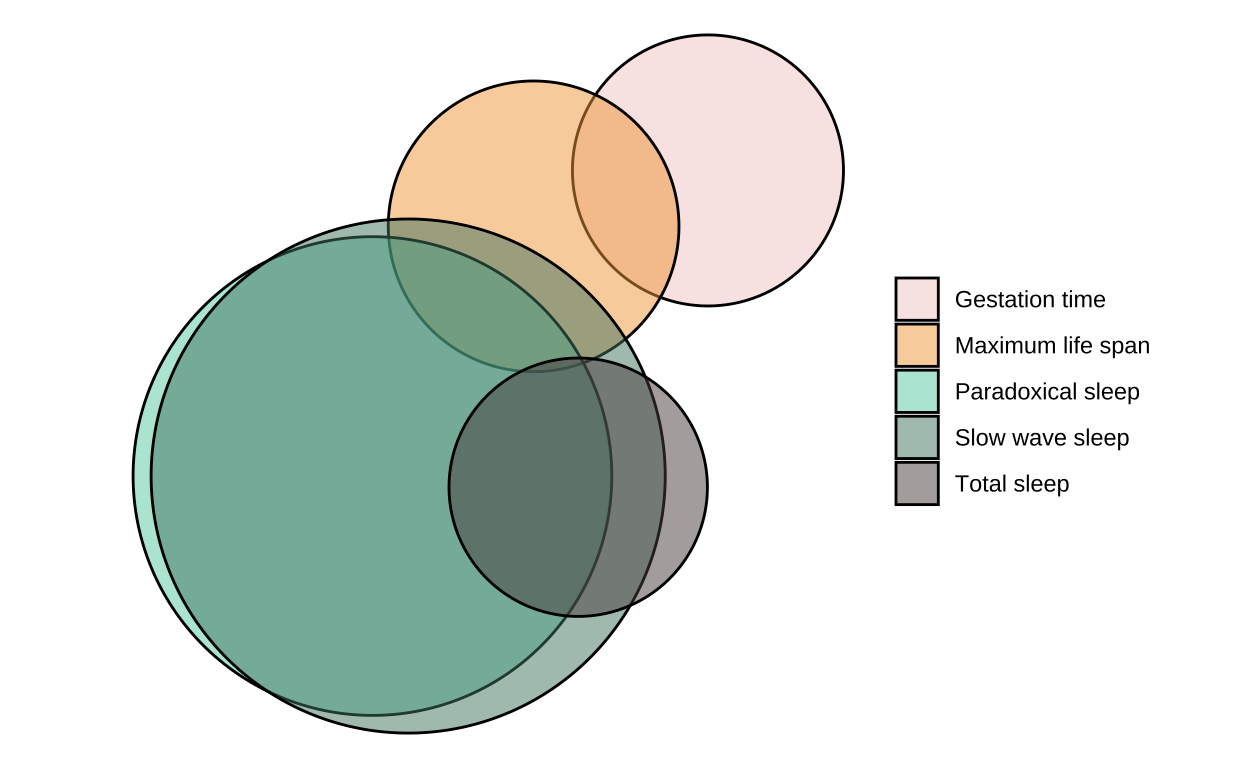 Gestation time
Maximum life span
Paradoxical sleep
Slow wave sleep
Total sleep